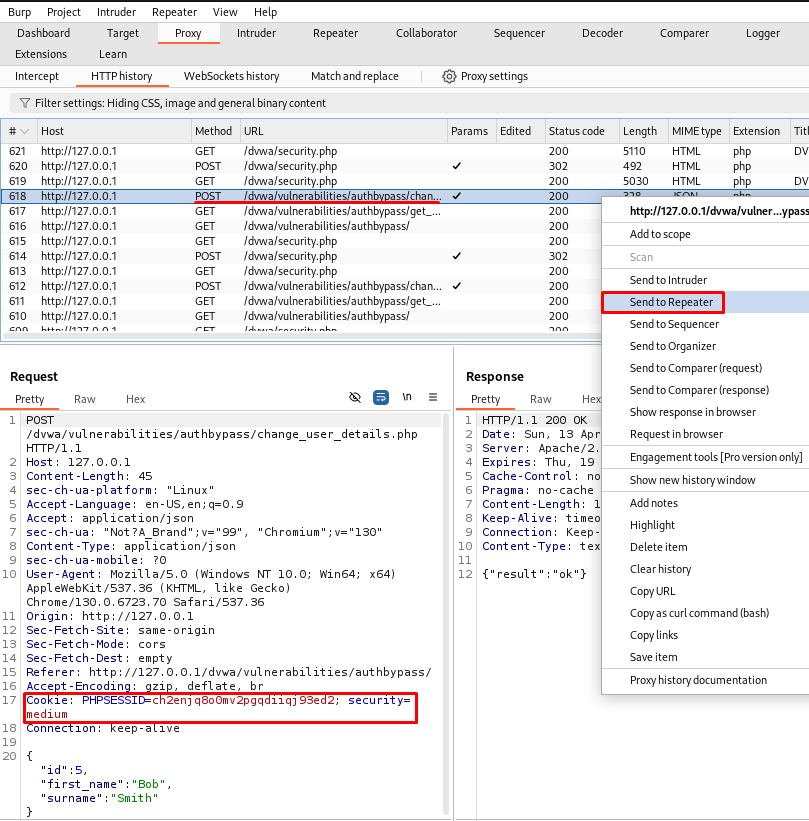 Burp Project Intruder Repeater View Help
Dashboard Target Proxy Intruder Repeater Collaborator Sequencer Decoder Comparer Logger
Extensions Learn
Intercept HTTP history WebSockets history Match and replace Proxy settings
Filter settings: Hiding CSS, image and general binary content
# Host Method URL Params Edited Status code Length MIME type Extension Titl
621 http://127.0.0.1 GET /dvwa/security.php 200 5110 HTML php DV
620 http://127.0.0.1 POST /dvwa/security.php ✓ 302 492 HTML php
619 http://127.0.0.1 GET /dvwa/security.php 200 5030 HTML php DV
618 http://127.0.0.1 POST /dvwa/vulnerabilities/authbypass/chan... ✓ 200 328 JSON php
617 http://127.0.0.1 GET /dvwa/vulnerabilities/authbypass/get_... 200
616 http://127.0.0.1 GET /dvwa/vulnerabilities/authbypass/ 200
615 http://127.0.0.1 GET /dvwa/security.php 200
614 http://127.0.0.1 POST /dvwa/security.php ✓ 302
613 http://127.0.0.1 GET /dvwa/security.php 200
612 http://127.0.0.1 POST /dvwa/vulnerabilities/authbypass/chan... ✓ 200
611 http://127.0.0.1 GET /dvwa/vulnerabilities/authbypass/get_... 200
610 http://127.0.0.1 GET /dvwa/vulnerabilities/authbypass/ 200
609 http://127.0.0.1 GET /dvwa/security.php 200
http://127.0.0.1/dvwa/vulner...ypass
Add to scope
Scan
Send to Intruder
Send to Repeater
Send to Sequencer
Send to Organizer
Send to Comparer (request)
Send to Comparer (response)
Show response in browser
Request in browser
Engagement tools [Pro version only]
Show new history window
Add notes
Highlight
Delete item
Clear history
Copy URL
Copy as curl command (bash)
Copy links
Save item
Proxy history documentation
Request
Pretty Raw Hex \n
1 POST
/dvwa/vulnerabilities/authbypass/change_user_details.php
HTTP/1.1
2 Host: 127.0.0.1
3 Content-Length: 45
4 sec-ch-ua-platform: "Linux"
5 Accept-Language: en-US,en;q=0.9
6 Accept: application/json
7 sec-ch-ua: "Not?A_Brand";v="99", "Chromium";v="130"
8 Content-Type: application/json
9 sec-ch-ua-mobile: ?0
10 User-Agent: Mozilla/5.0 (Windows NT 10.0; Win64; x64)
AppleWebKit/537.36 (KHTML, like Gecko)
Chrome/130.0.6723.70 Safari/537.36
11 Origin: http://127.0.0.1
12 Sec-Fetch-Site: same-origin
13 Sec-Fetch-Mode: cors
14 Sec-Fetch-Dest: empty
15 Referer: http://127.0.0.1/dvwa/vulnerabilities/authbypass/
16 Accept-Encoding: gzip, deflate, br
17 Cookie: PHPSESSID=ch2enjq8o0mv2pgqdiiqj93ed2; security=
medium
18 Connection: keep-alive
19
20 {
"id":5,
"first_name":"Bob",
"surname":"Smith"
}
Response
Pretty Raw Hex
1 HTTP/1.1 200 OK
2 Date: Sun, 13 Apr
3 Server: Apache/2.
4 Expires: Thu, 19
5 Cache-Control: no
6 Pragma: no-cache
7 Content-Length: 1
8 Keep-Alive: timeo
9 Connection: Keep-
10 Content-Type: tex
11
12 {"result":"ok"}